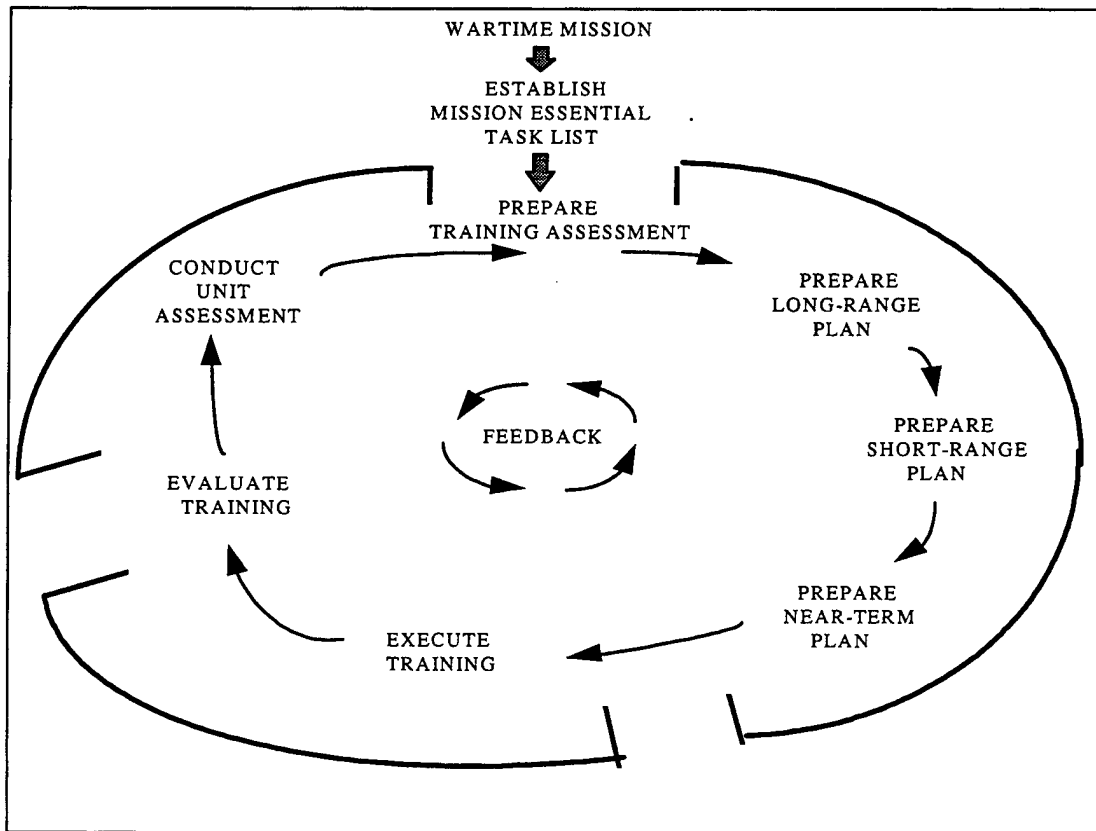 WARTIME MISSION
ESTABLISH
MISSION ESSENTIAL
TASK LIST
PREPARE
TRAINING ASSESSMENT
PREPARE
LONG-RANGE
PLAN
PREPARE
SHORT-RANGE
PLAN
PREPARE
NEAR-TERM
PLAN
EXECUTE
TRAINING
EVALUATE
TRAINING
CONDUCT
UNIT
ASSESSMENT
FEEDBACK